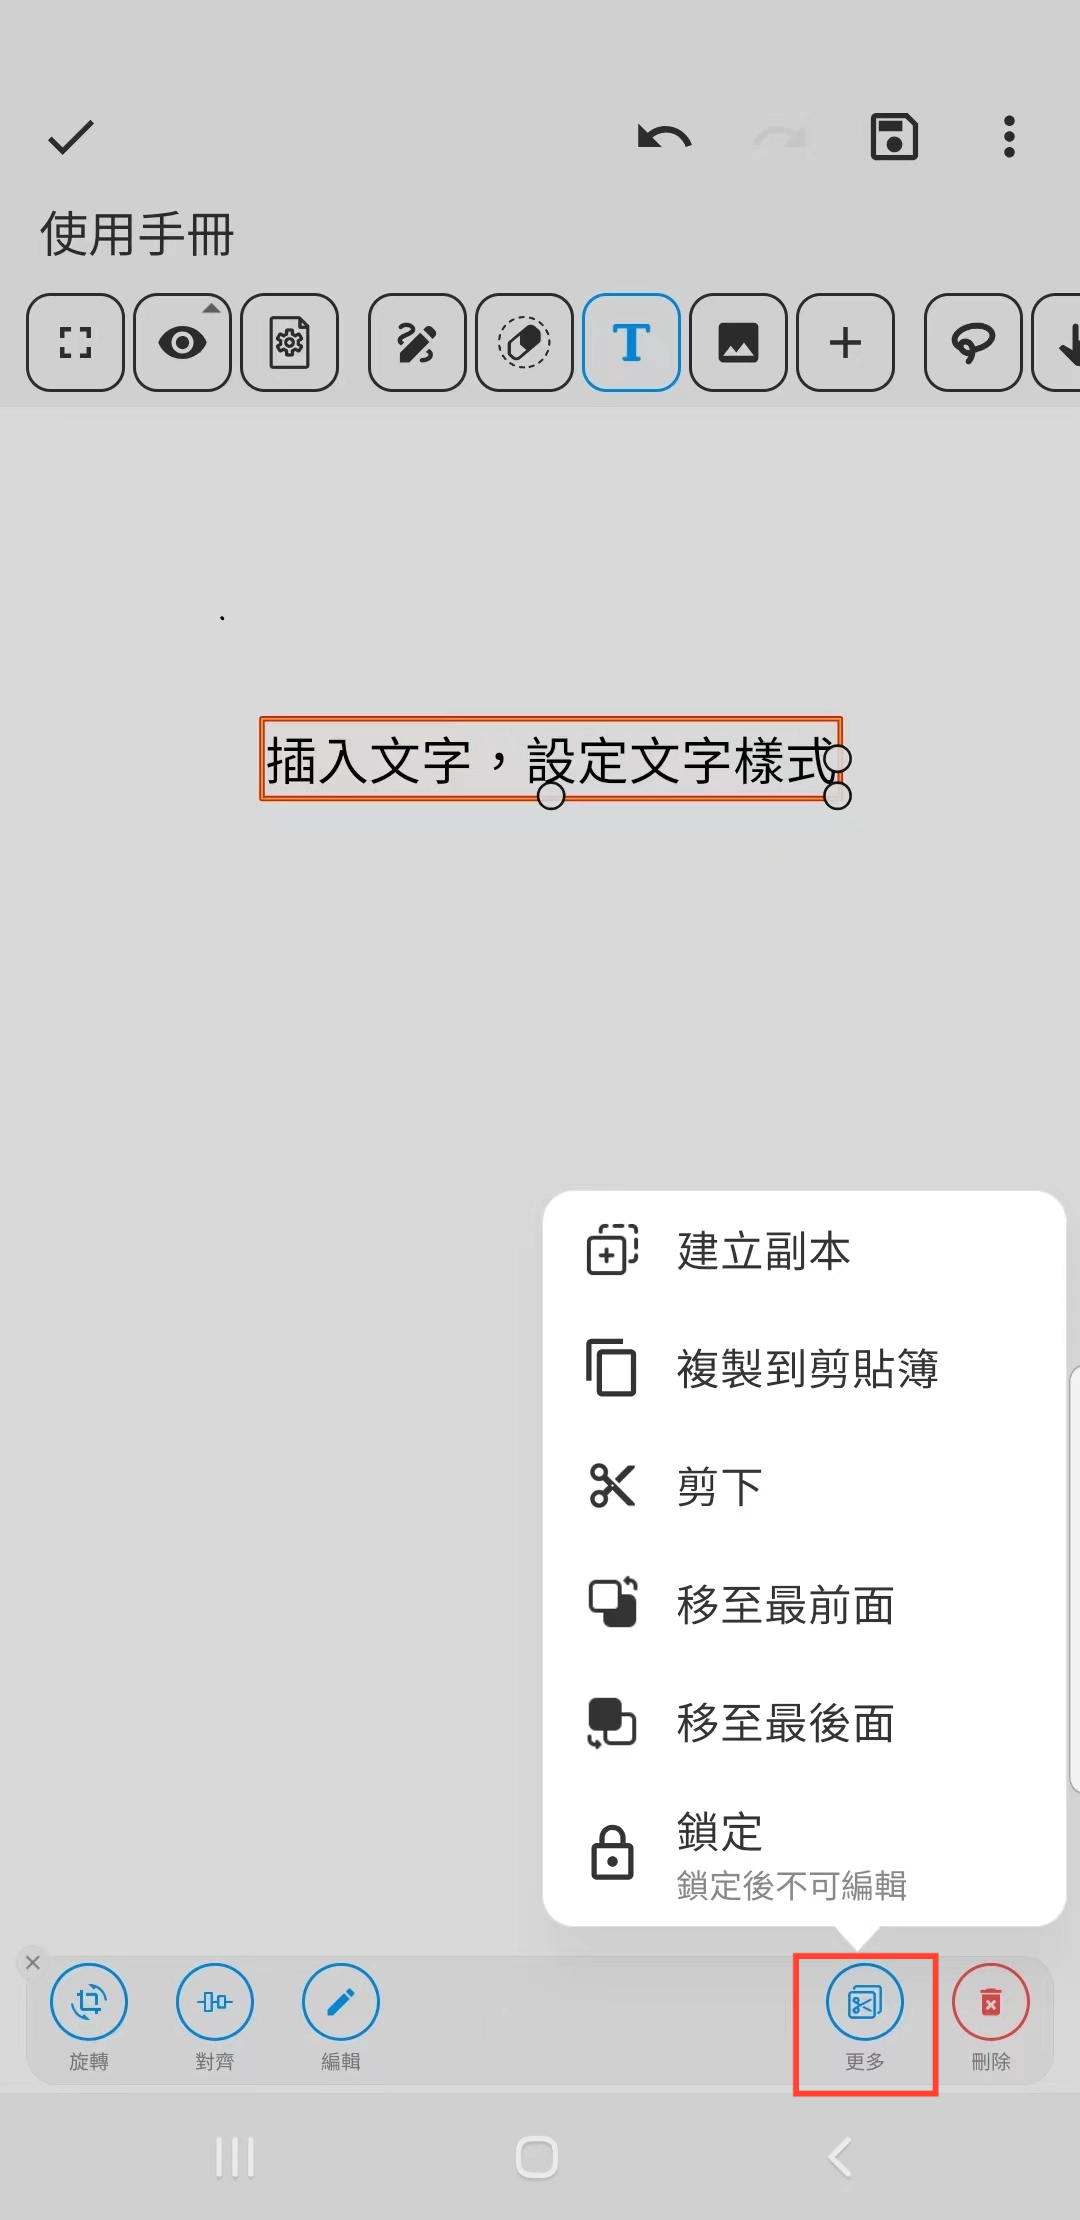 使用手冊
T
插入文字，設定文字樣式
建立副本
複製到剪貼簿
剪下
移至最前面
移至最後面
鎖定
鎖定後不可編輯
旋轉 對齊 編輯 更多 刪除